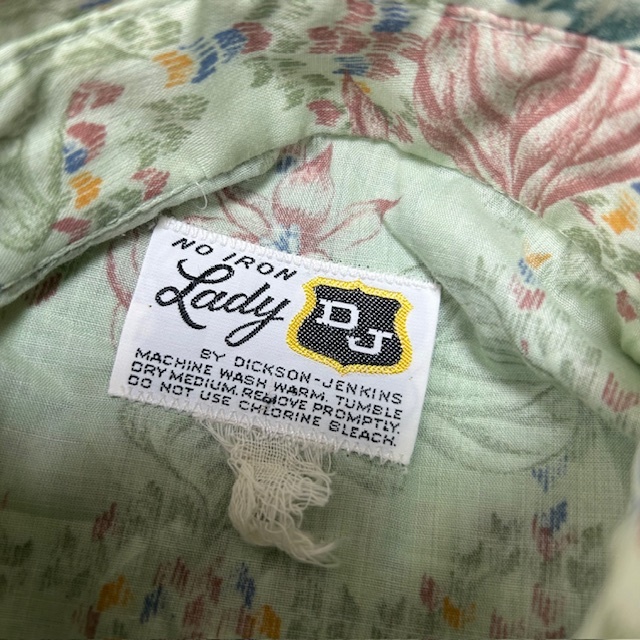 NO IRON
Lady DJ
BY DICKSON-JENKINS
MACHINE WASH WARM, TUMBLE
DRY MEDIUM, REMOVE PROMPTLY.
DO NOT USE CHLORINE BLEACH.